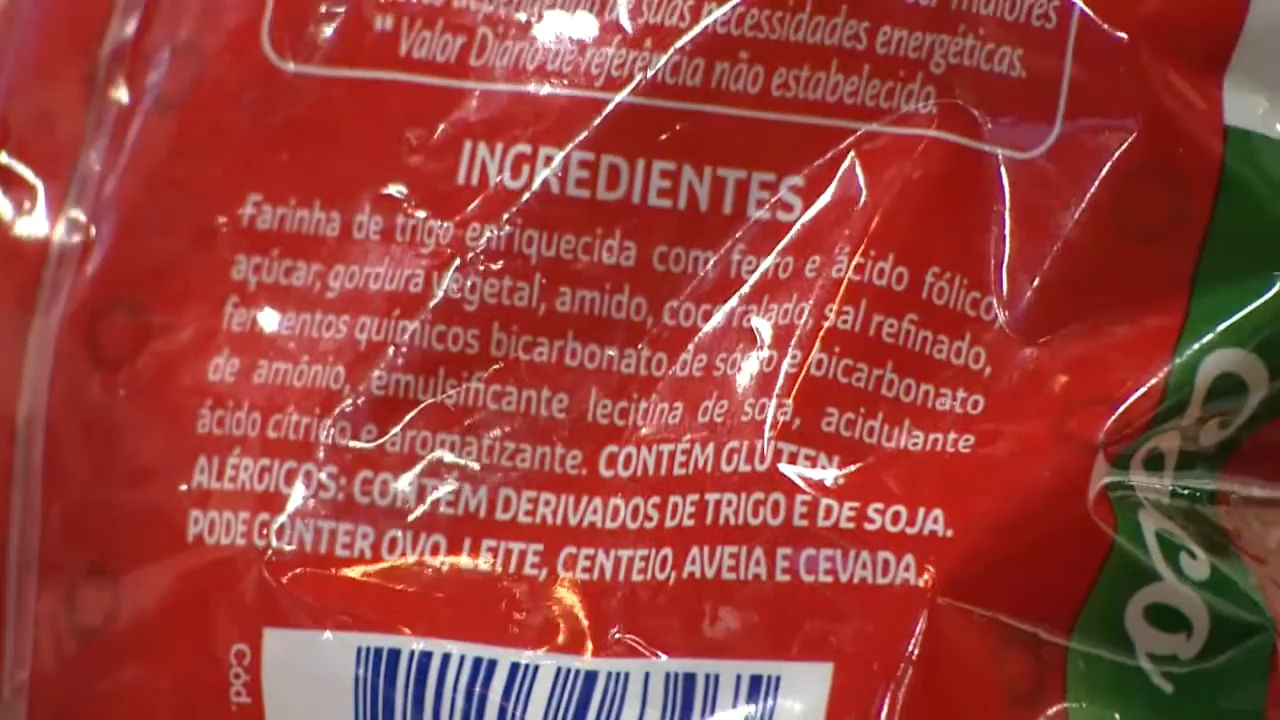 suas necessidades energéticas.
** Valor Diário de referência não estabelecido.
INGREDIENTES
Farinha de trigo enriquecida com ferro e ácido fólico
açúcar, gordura vegetal, amido, coco ralado, sal refinado,
fermentos químicos bicarbonato de sódio e bicarbonato
de amônio, emulsificante lecitina de soja, acidulante
ácido cítrico e aromatizante. CONTÉM GLÚTEN.
ALÉRGICOS: CONTÉM DERIVADOS DE TRIGO E DE SOJA.
PODE CONTER OVO, LEITE, CENTEIO, AVEIA E CEVADA.
Cód.
coco